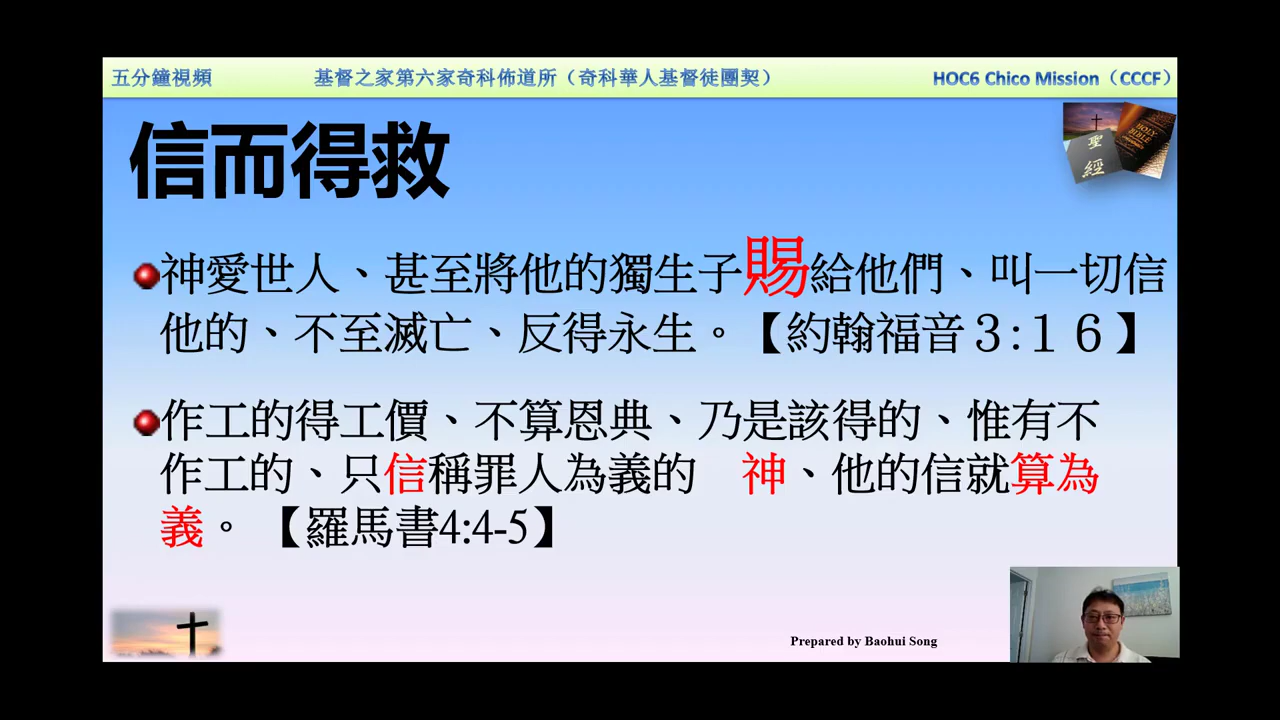 五分鐘視頻 基督之家第六家奇科佈道所（奇科華人基督徒團契） HOC6 Chico Mission（CCCF）
信而得救
聖經
HOLY BIBLE
神愛世人、甚至將他的獨生子賜給他們、叫一切信
他的、不至滅亡、反得永生。【約翰福音３:１６】
作工的得工價、不算恩典、乃是該得的、惟有不
作工的、只信稱罪人為義的　神、他的信就算為
義。【羅馬書4:4-5】
Prepared by Baohui Song